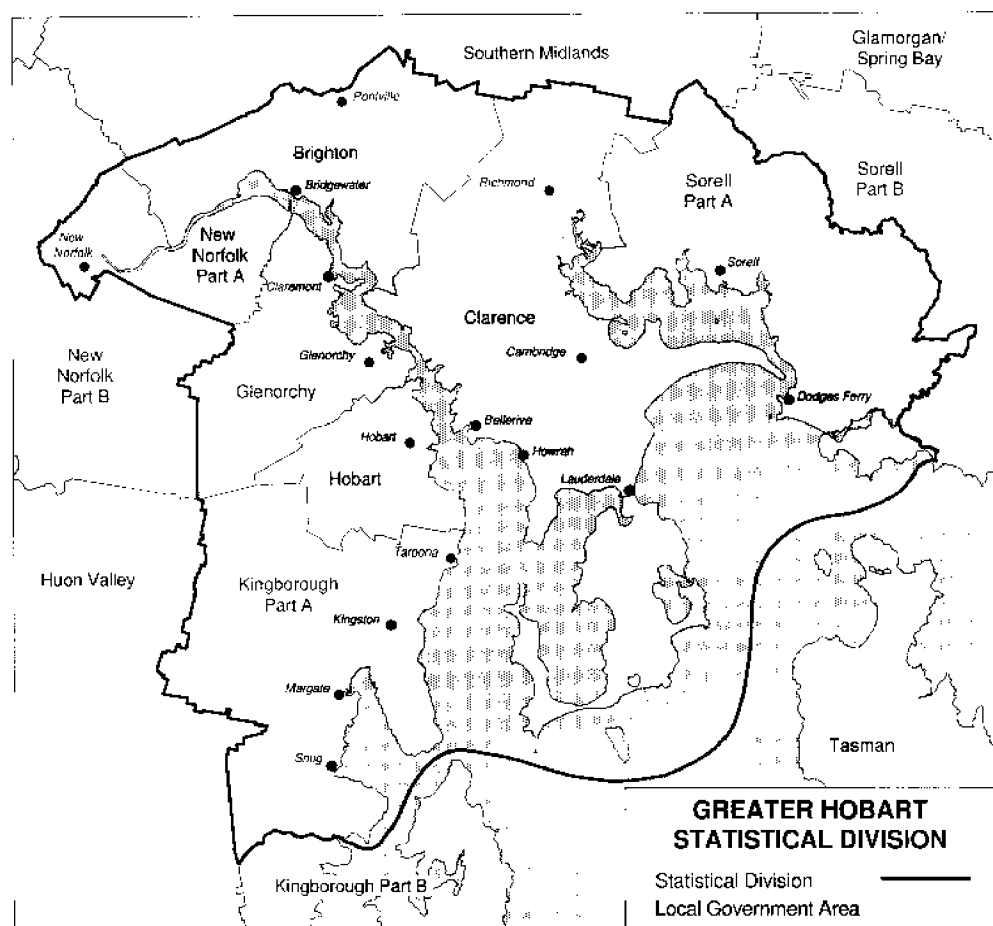 Southern Midlands
Glamorgan/
Spring Bay
Pontville
Brighton
Bridgewater
Richmond
Sorell
Part A
Sorell
Part B
New
Norfolk
New
Norfolk
Part A
Claremont
Sorell
Clarence
Glenorchy
Cambridge
New
Norfolk
Part B
Glenorchy
Dodges Ferry
Bellerive
Hobart
Howrah
Hobart
Lauderdale
Taroona
Huon Valley
Kingborough
Part A
Kingston
Margate
Snug
Tasman
GREATER HOBART
STATISTICAL DIVISION
Statistical Division
Local Government Area
Kingborough Part B